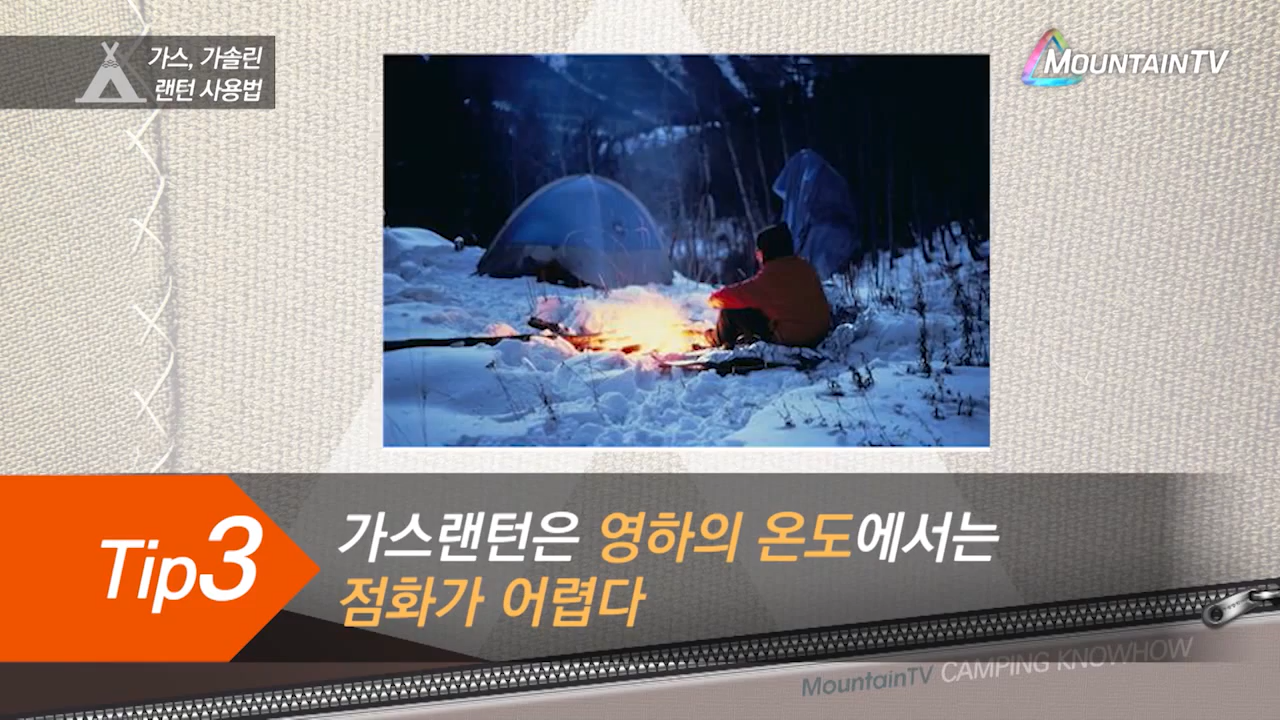 가스, 가솔린
랜턴 사용법
MOUNTAINTV
Tip3
가스랜턴은 영하의 온도에서는
점화가 어렵다
MountainTV CAMPING KNOWHOW